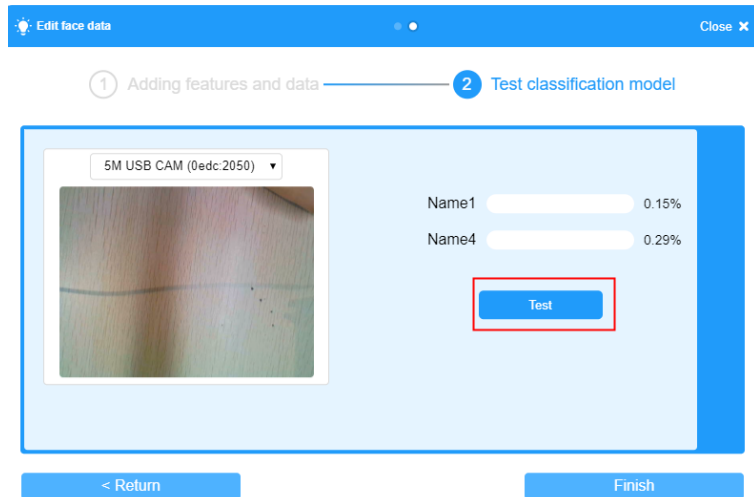 Edit face data
Close ×
1 Adding features and data
2 Test classification model
5M USB CAM (0edc:2050)
Name1 0.15%
Name4 0.29%
Test
< Return
Finish